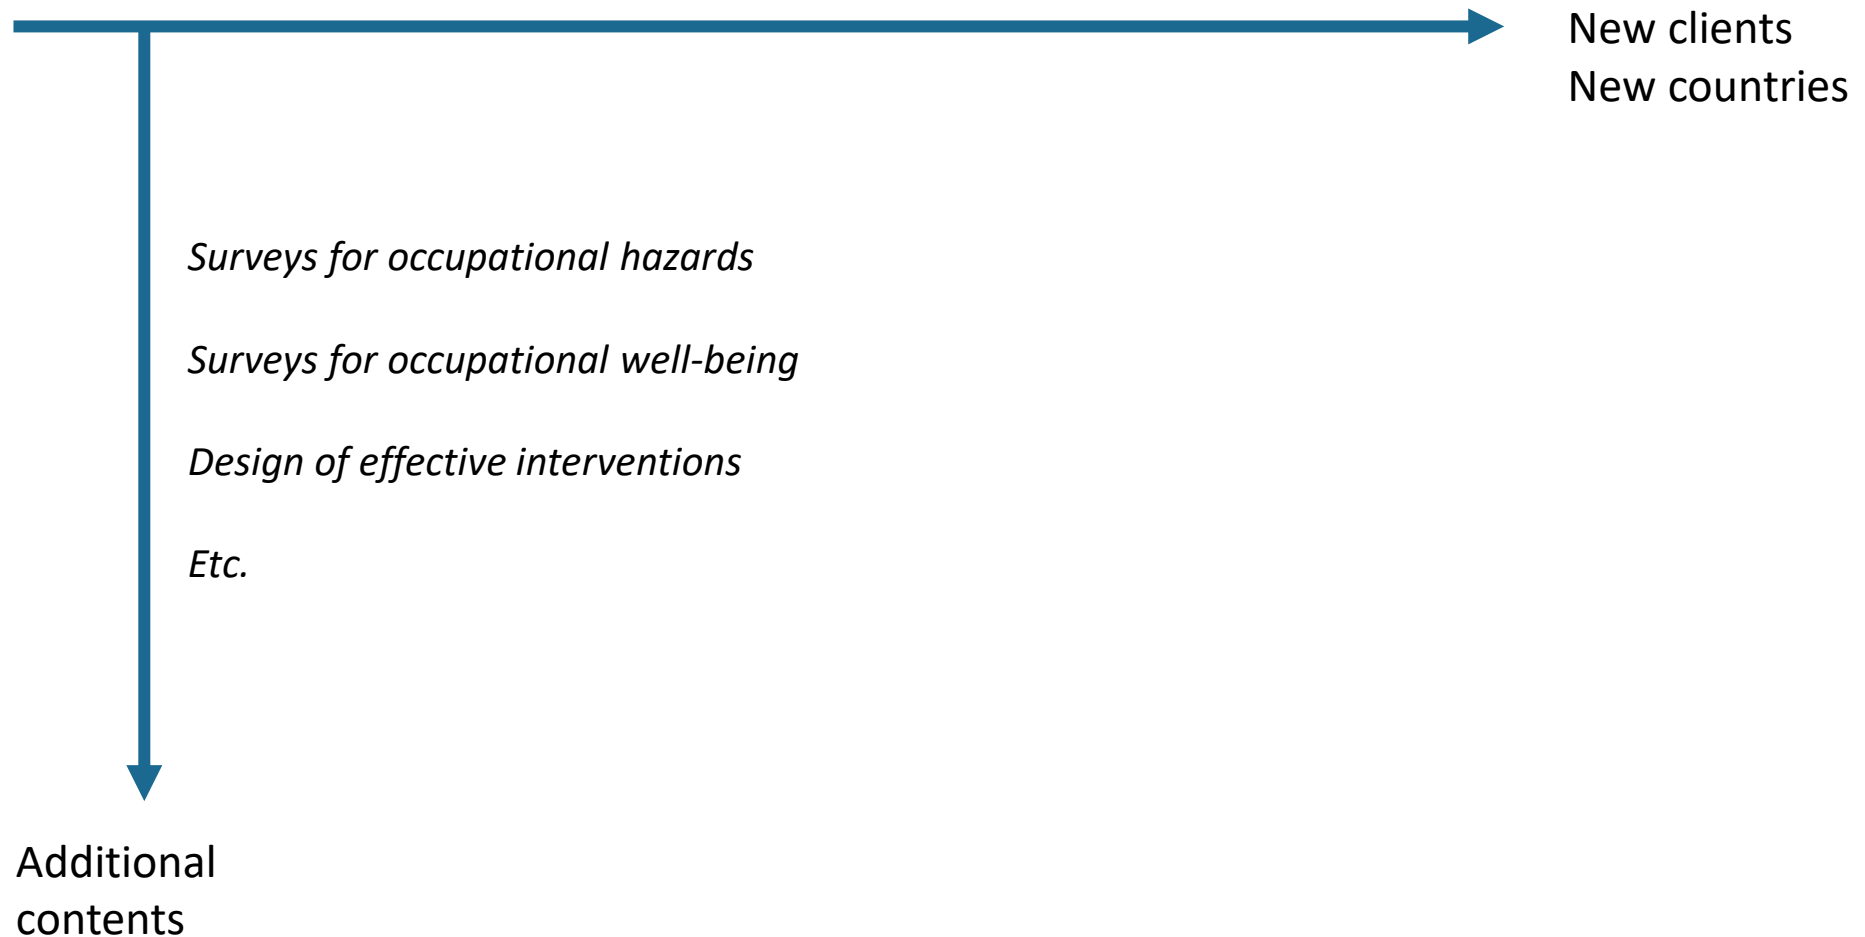 New clients
New countries
Surveys for occupational hazards
Surveys for occupational well-being
Design of effective interventions
Etc.
Additional
contents